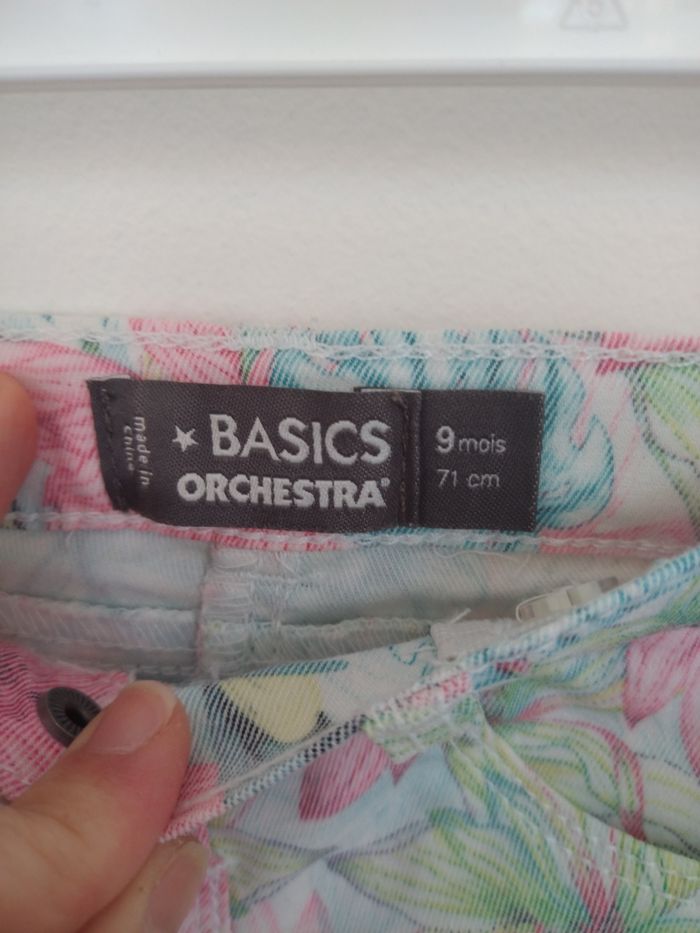 made in
china
BASICS
ORCHESTRA®
9 mois
71 cm